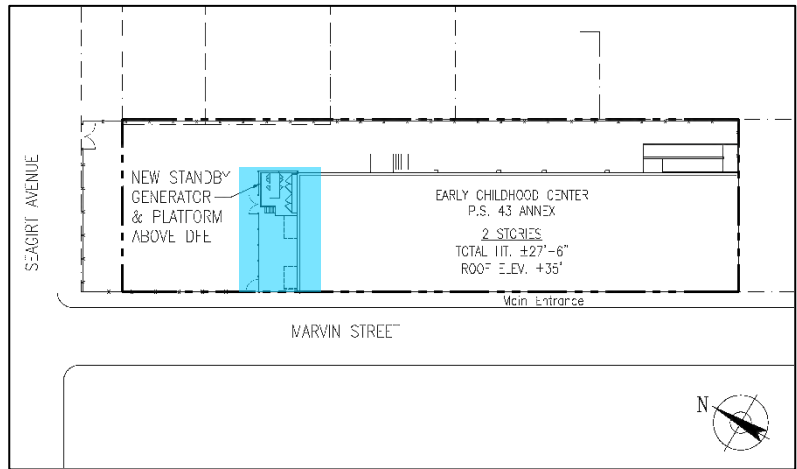 SEAGIRT AVENUE
NEW STANDBY
GENERATOR
& PLATFORM
ABOVE DFE
EARLY CHILDHOOD CENTER
P.S. 43 ANNEX
2 STORIES
TOTAL HT. ±27'-6"
ROOF ELEV. +35'
Main Entrance
MARVIN STREET
N